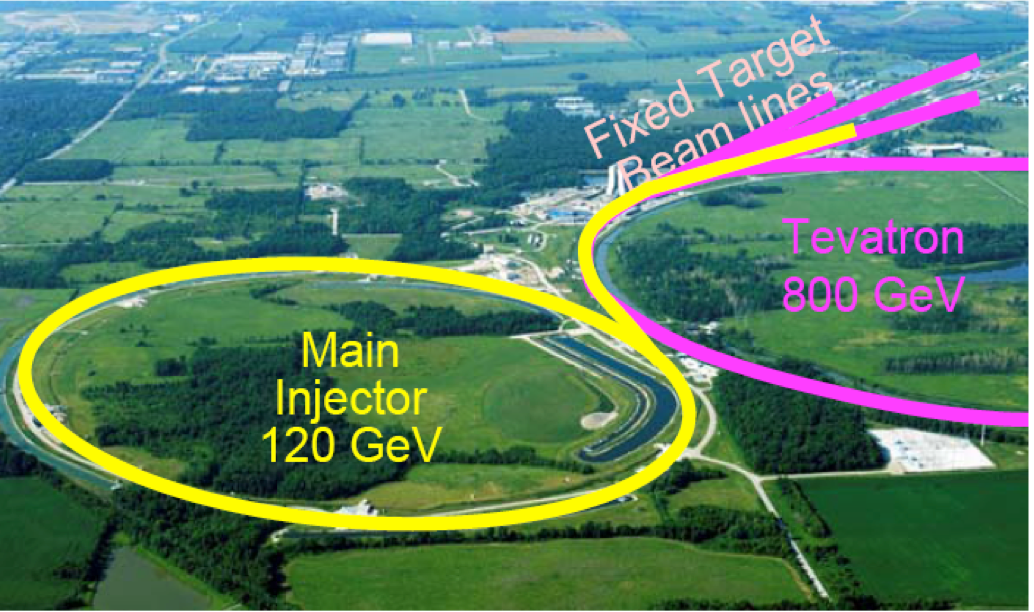 Fixed Target
Beam lines
Tevatron
800 GeV
Main
Injector
120 GeV